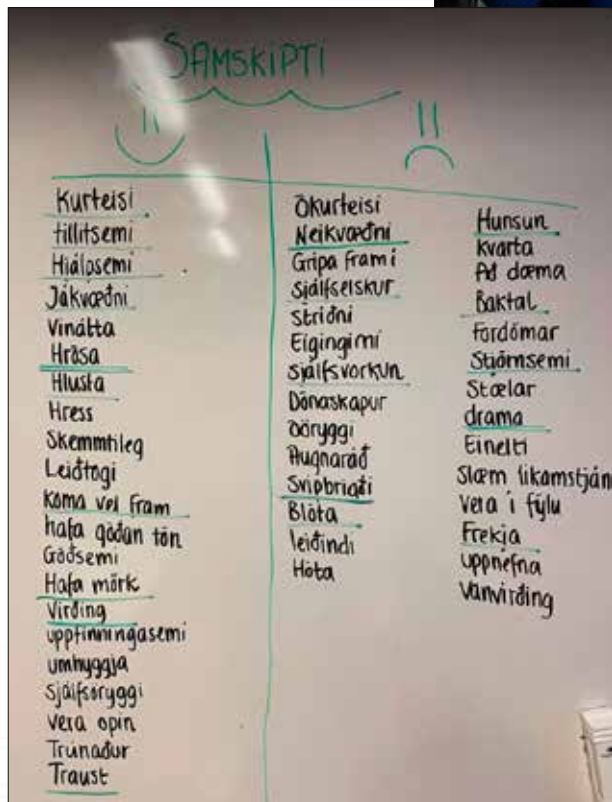 SAMSKIPTI
Kurteisi
tillitsemi
Hjálpsemi
Jákvæðni
Vinátta
Hrósa
Hlusta
Hress
Skemmtileg
Leiðtogi
Koma vel fram
hafa góðan tón
Góðsemi
Hafa mörk
Virðing
uppfinningasemi
umhyggja
sjálfsöryggi
vera opin
Trúnaður
Traust
Ókurteisi
Neikvæðni
Grípa frami
Sjálfselskur
Stríðni
Eigingirni
sjálfsvorkun
Dónaskapur
Óöryggi
Augnaráð
Svipbrigði
Blóta
leiðindi
Hóta
Hunsun
kvarta
Að dæma
Baktal
Fordómar
Stjórnsemi
Stælar
drama
Einelti
Slæm líkamstján
vera í fýlu
Frekja
uppnefna
Vanvirðing